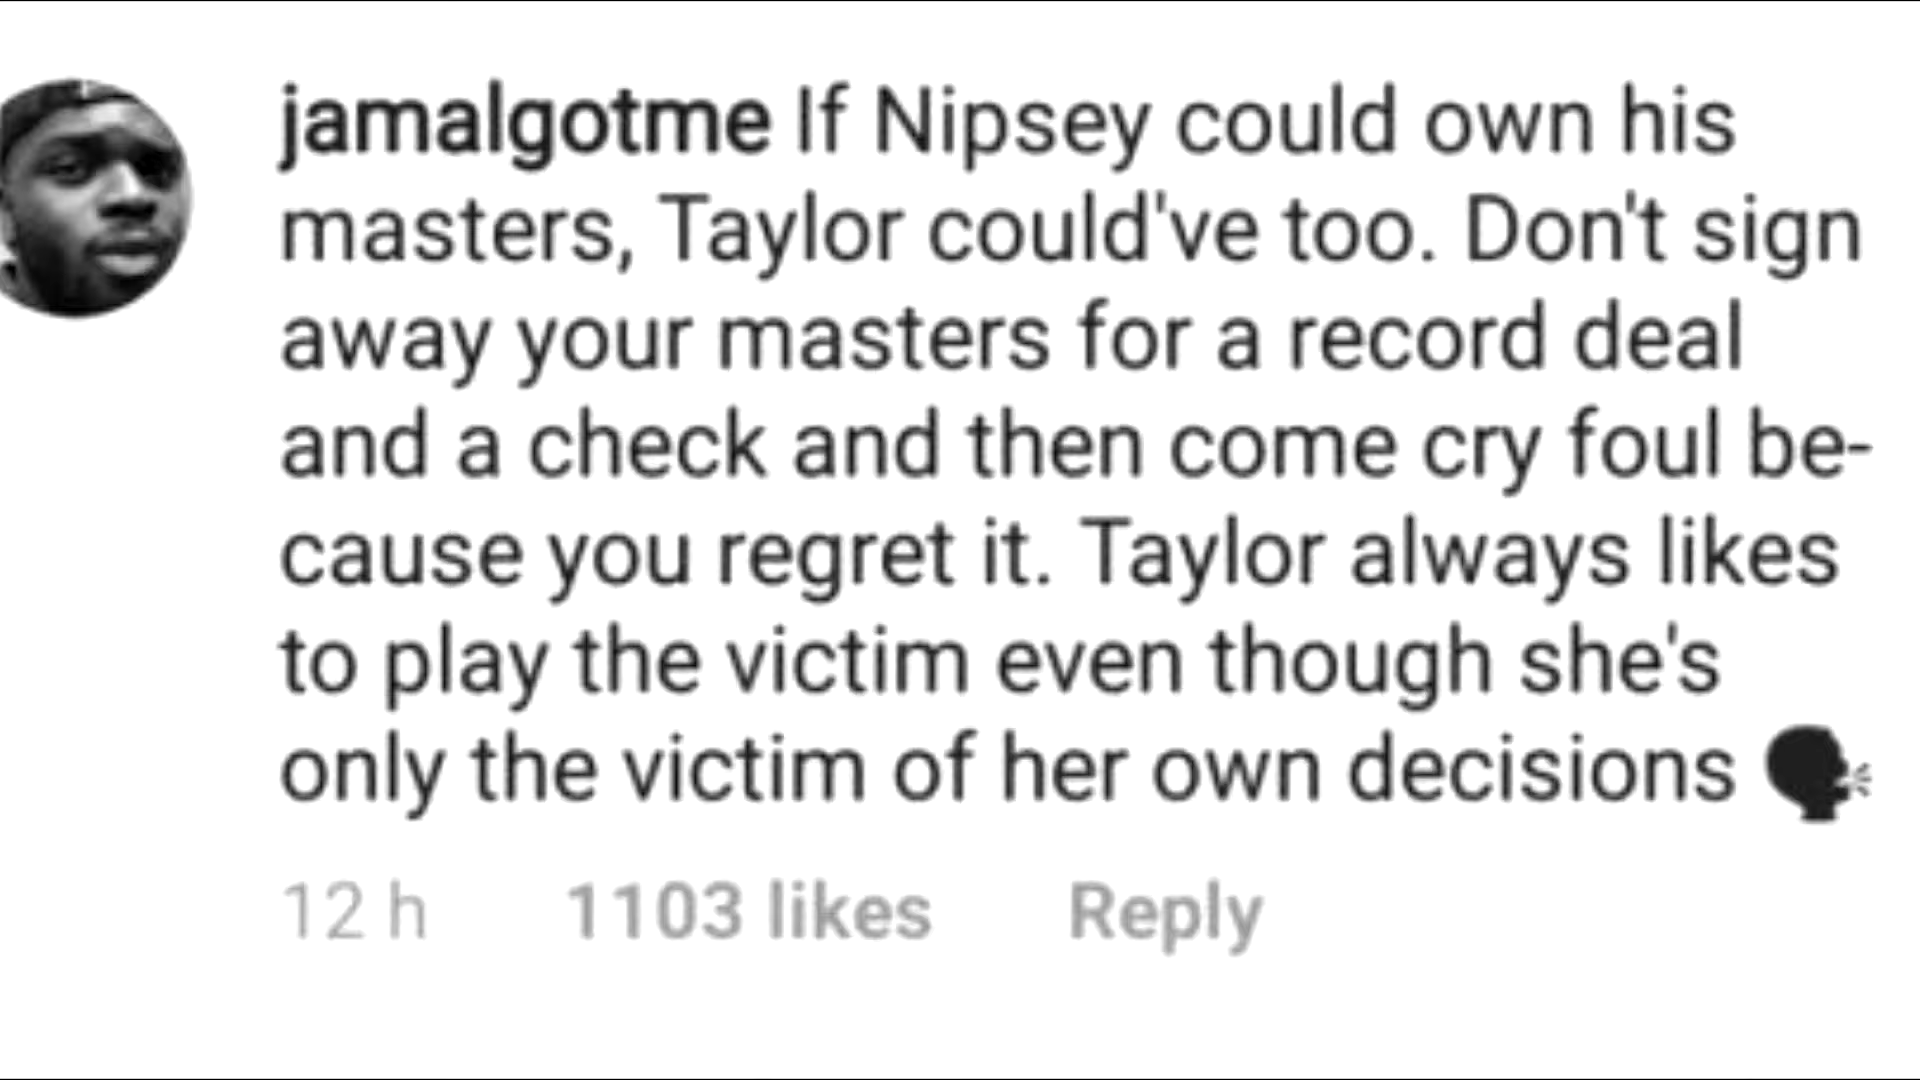 jamalgotme If Nipsey could own his
masters, Taylor could've too. Don't sign
away your masters for a record deal
and a check and then come cry foul be-
cause you regret it. Taylor always likes
to play the victim even though she's
only the victim of her own decisions 🗣
12 h 1103 likes Reply